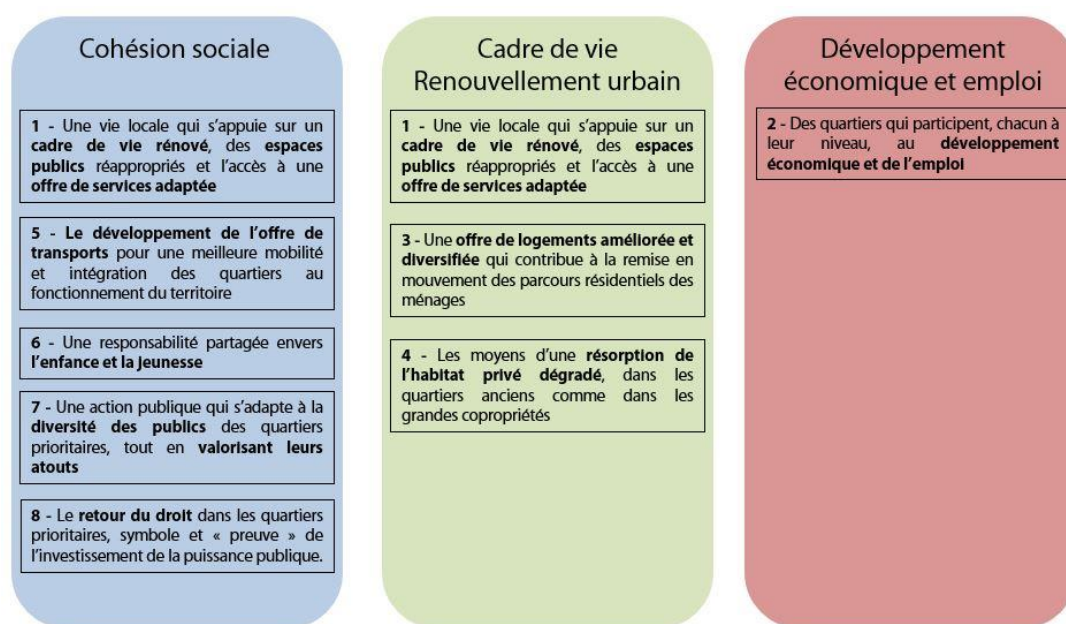 Cohésion sociale
1 - Une vie locale qui s'appuie sur un
cadre de vie rénové, des espaces
publics réappropriés et l'accès à une
offre de services adaptée
5 - Le développement de l'offre de
transports pour une meilleure mobilité
et intégration des quartiers au
fonctionnement du territoire
6 - Une responsabilité partagée envers
l'enfance et la jeunesse
7 - Une action publique qui s'adapte à la
diversité des publics des quartiers
prioritaires, tout en valorisant leurs
atouts
8 - Le retour du droit dans les quartiers
prioritaires, symbole et « preuve » de
l'investissement de la puissance publique.
Cadre de vie
Renouvellement urbain
1 - Une vie locale qui s'appuie sur un
cadre de vie rénové, des espaces
publics réappropriés et l'accès à une
offre de services adaptée
3 - Une offre de logements améliorée et
diversifiée qui contribue à la remise en
mouvement des parcours résidentiels des
ménages
4 - Les moyens d'une résorption de
l'habitat privé dégradé, dans les
quartiers anciens comme dans les
grandes copropriétés
Développement
économique et emploi
2 - Des quartiers qui participent, chacun à
leur niveau, au développement
économique et de l'emploi